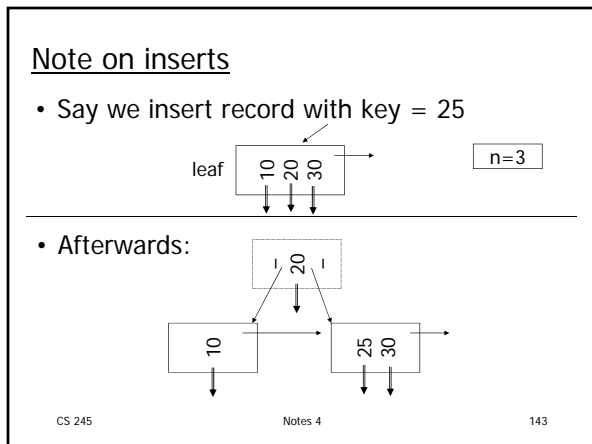 Note on inserts
• Say we insert record with key = 25
leaf
10 20 30
n=3
• Afterwards:
– 20 –
10
25 30
CS 245 Notes 4 143